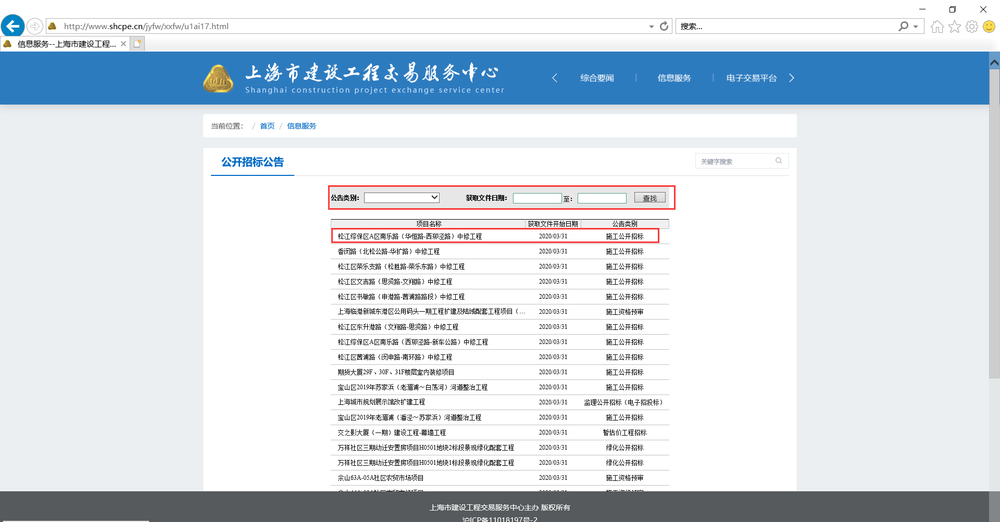 http://www.shcpe.cn/jyfw/xxfw/u1ai17.html
搜索...
信息服务--上海市建设工程...
上海市建设工程交易服务中心
Shanghai construction project exchange service center
综合要闻
信息服务
电子交易平台
当前位置： / 首页 / 信息服务
公开招标公告
关键字搜索
公告类别：
获取文件日期：
至：
查找
项目名称 获取文件开始日期 公告类别
松江综保区A区南乐路（华恒路-西泖泾路）中修工程 2020/03/31 施工公开招标
香闵路（北松公路-华扩路）中修工程 2020/03/31 施工公开招标
松江区荣乐支路（松胜路-荣乐东路）中修工程 2020/03/31 施工公开招标
松江区文吉路（思贤路-文翔路）中修工程 2020/03/31 施工公开招标
松江区书敏路（申港路-茜浦路路段）中修工程 2020/03/31 施工公开招标
上海临港新城东港区公用码头一期工程扩建及陆域配套工程项目（... 2020/03/31 施工资格预审
松江区东升港路（文翔路-思贤路）中修工程 2020/03/31 施工公开招标
松江综保区A区南乐路（西泖泾路-新车公路）中修工程 2020/03/31 施工公开招标
松江区茜浦路（闵申路-南环路）中修工程 2020/03/31 施工公开招标
期货大厦29F、30F、31F楼层室内装修项目 2020/03/31 施工公开招标
宝山区2019年苏家浜（老湄浦～白荡河）河道整治工程 2020/03/31 施工公开招标
上海城市规划展示馆改扩建工程 2020/03/31 监理公开招标（电子招投标）
宝山区2019年老湄浦（潘泾～苏家浜）河道整治工程 2020/03/31 施工公开招标
交之影大厦（一期）建设工程-幕墙工程 2020/03/31 暂估价工程招标
万祥社区三期动迁安置房项目H0501地块2标段景观绿化配套工程 2020/03/31 绿化公开招标
万祥社区三期动迁安置房项目H0501地块1标段景观绿化配套工程 2020/03/31 绿化公开招标
佘山63A-05A社区农贸市场项目 2020/03/31 施工资格预审
上海市建设工程交易服务中心主办 版权所有
沪ICP备11018197号-2